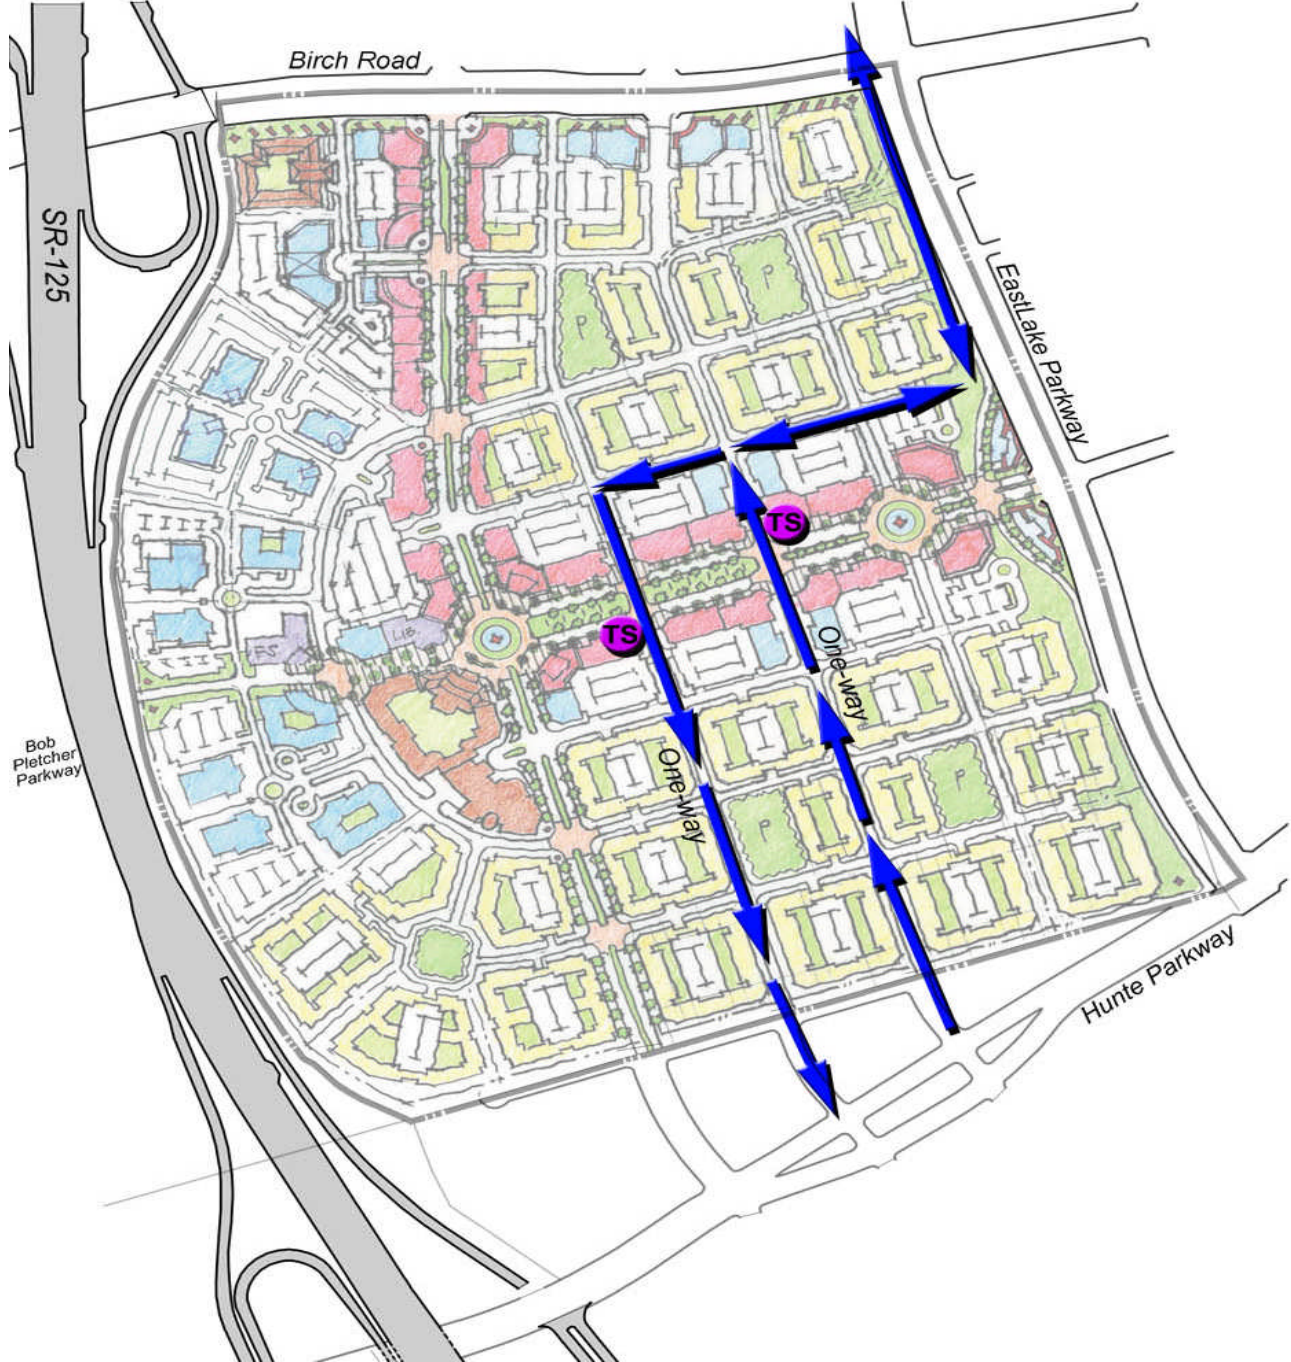 Birch Road
SR-125
EastLake Parkway
P
P
TS
TS
LIB
FS
One-way
One-way
Bob
Pletcher
Parkway
P
P
Hunte Parkway